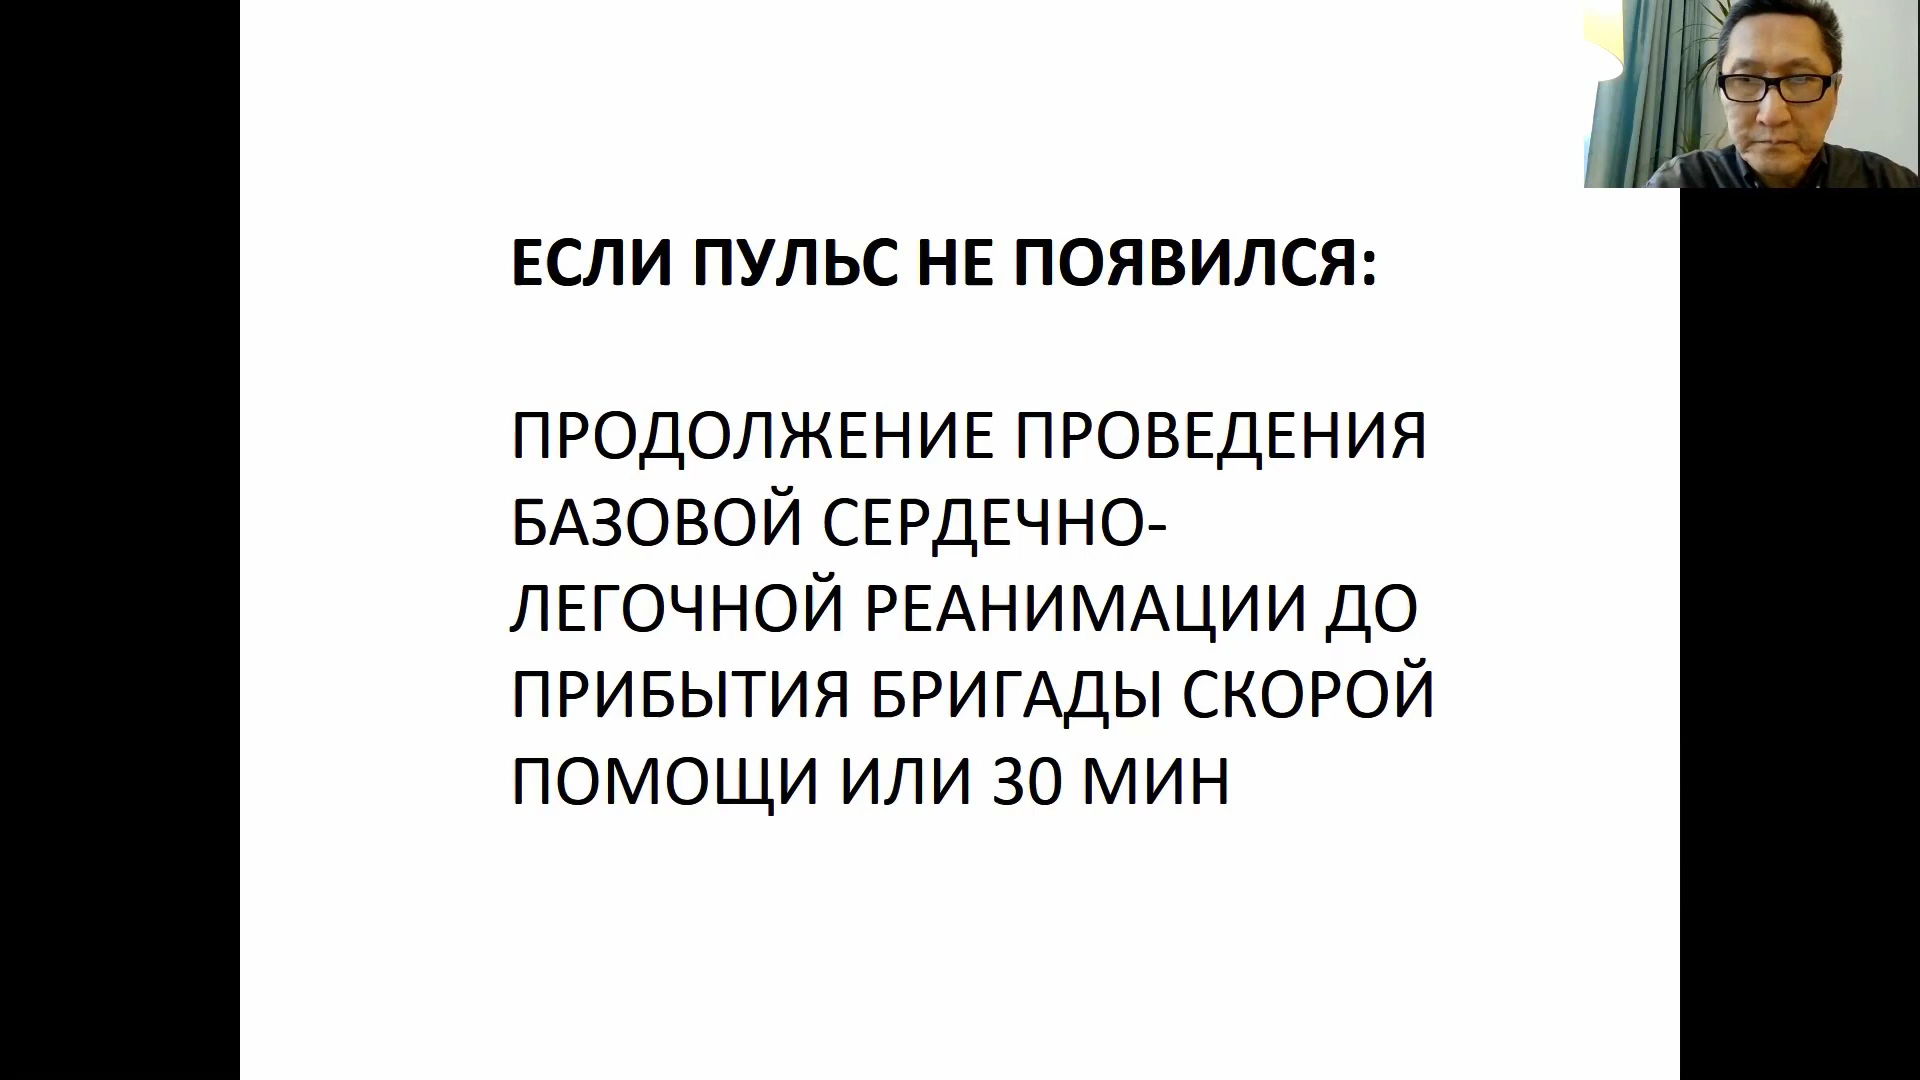 ЕСЛИ ПУЛЬС НЕ ПОЯВИЛСЯ:
ПРОДОЛЖЕНИЕ ПРОВЕДЕНИЯ
БАЗОВОЙ СЕРДЕЧНО-
ЛЕГОЧНОЙ РЕАНИМАЦИИ ДО
ПРИБЫТИЯ БРИГАДЫ СКОРОЙ
ПОМОЩИ ИЛИ 30 МИН